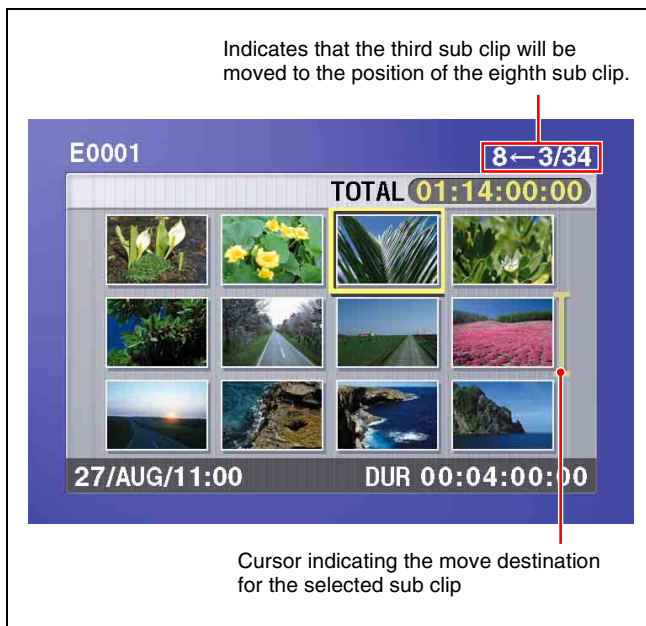 Indicates that the third sub clip will be
moved to the position of the eighth sub clip.
E0001
8←3/34
TOTAL 01:14:00:00
27/AUG/11:00
DUR 00:04:00:00
Cursor indicating the move destination
for the selected sub clip